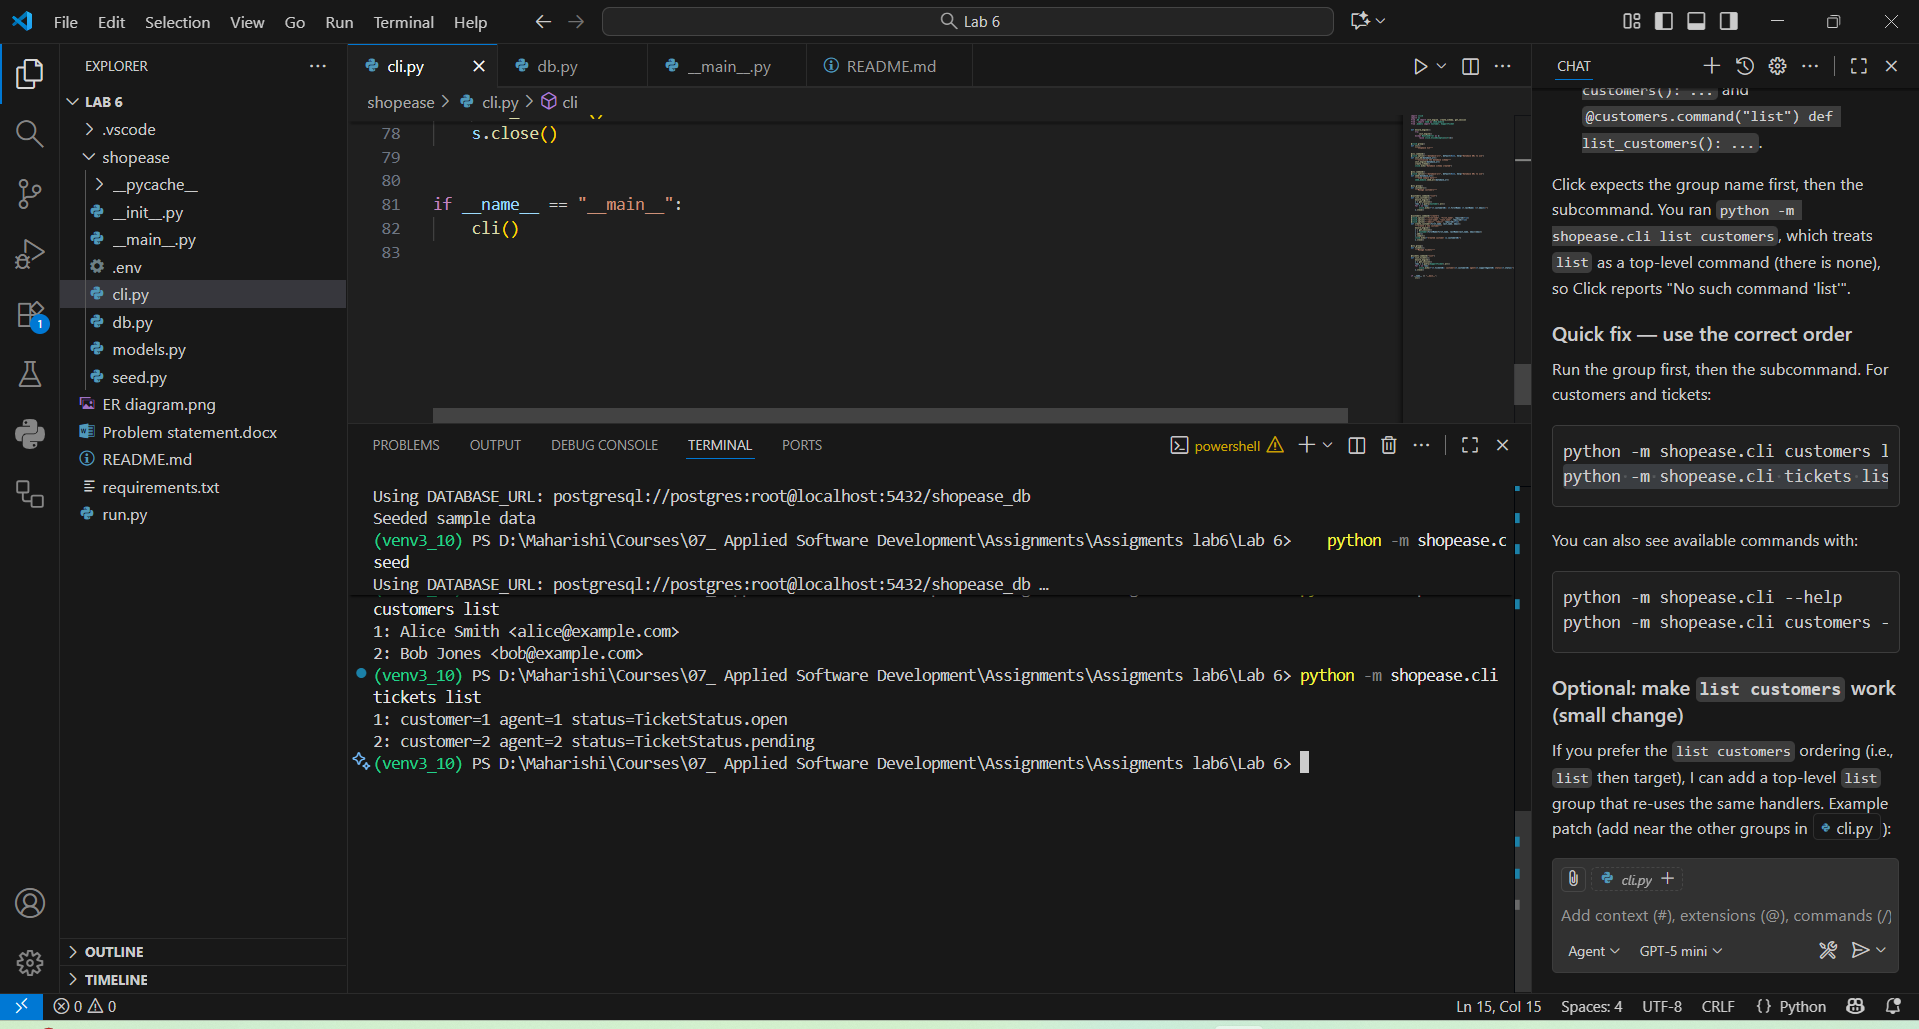 File Edit Selection View Go Run Terminal Help
Lab 6
EXPLORER
LAB 6
.vscode
shopease
__pycache__
__init__.py
__main__.py
.env
cli.py
db.py
models.py
seed.py
ER diagram.png
Problem statement.docx
README.md
requirements.txt
run.py
OUTLINE
TIMELINE
1
cli.py
db.py
__main__.py
README.md
shopease > cli.py > cli
78 s.close()
79
80
81 if __name__ == "__main__":
82 cli()
83
PROBLEMS OUTPUT DEBUG CONSOLE TERMINAL PORTS
powershell
Using DATABASE_URL: postgresql://postgres:root@localhost:5432/shopease_db
Seeded sample data
(venv3_10) PS D:\Maharishi\Courses\07_ Applied Software Development\Assignments\Assigments lab6\Lab 6> python -m shopease.c
seed
Using DATABASE_URL: postgresql://postgres:root@localhost:5432/shopease_db …
customers list
1: Alice Smith <alice@example.com>
2: Bob Jones <bob@example.com>
(venv3_10) PS D:\Maharishi\Courses\07_ Applied Software Development\Assignments\Assigments lab6\Lab 6> python -m shopease.cli
tickets list
1: customer=1 agent=1 status=TicketStatus.open
2: customer=2 agent=2 status=TicketStatus.pending
(venv3_10) PS D:\Maharishi\Courses\07_ Applied Software Development\Assignments\Assigments lab6\Lab 6>
CHAT
customers(): ... and
@customers.command("list") def
list_customers(): ... .
Click expects the group name first, then the
subcommand. You ran python -m
shopease.cli list customers, which treats
list as a top-level command (there is none),
so Click reports "No such command 'list'".
Quick fix — use the correct order
Run the group first, then the subcommand. For
customers and tickets:
python -m shopease.cli customers l
python -m shopease.cli tickets lis
You can also see available commands with:
python -m shopease.cli --help
python -m shopease.cli customers -
Optional: make list customers work
(small change)
If you prefer the list customers ordering (i.e.,
list then target), I can add a top-level list
group that re-uses the same handlers. Example
patch (add near the other groups in cli.py ):
cli.py +
Add context (#), extensions (@), commands (/)
Agent GPT-5 mini
0 0
Ln 15, Col 15 Spaces: 4 UTF-8 CRLF {} Python